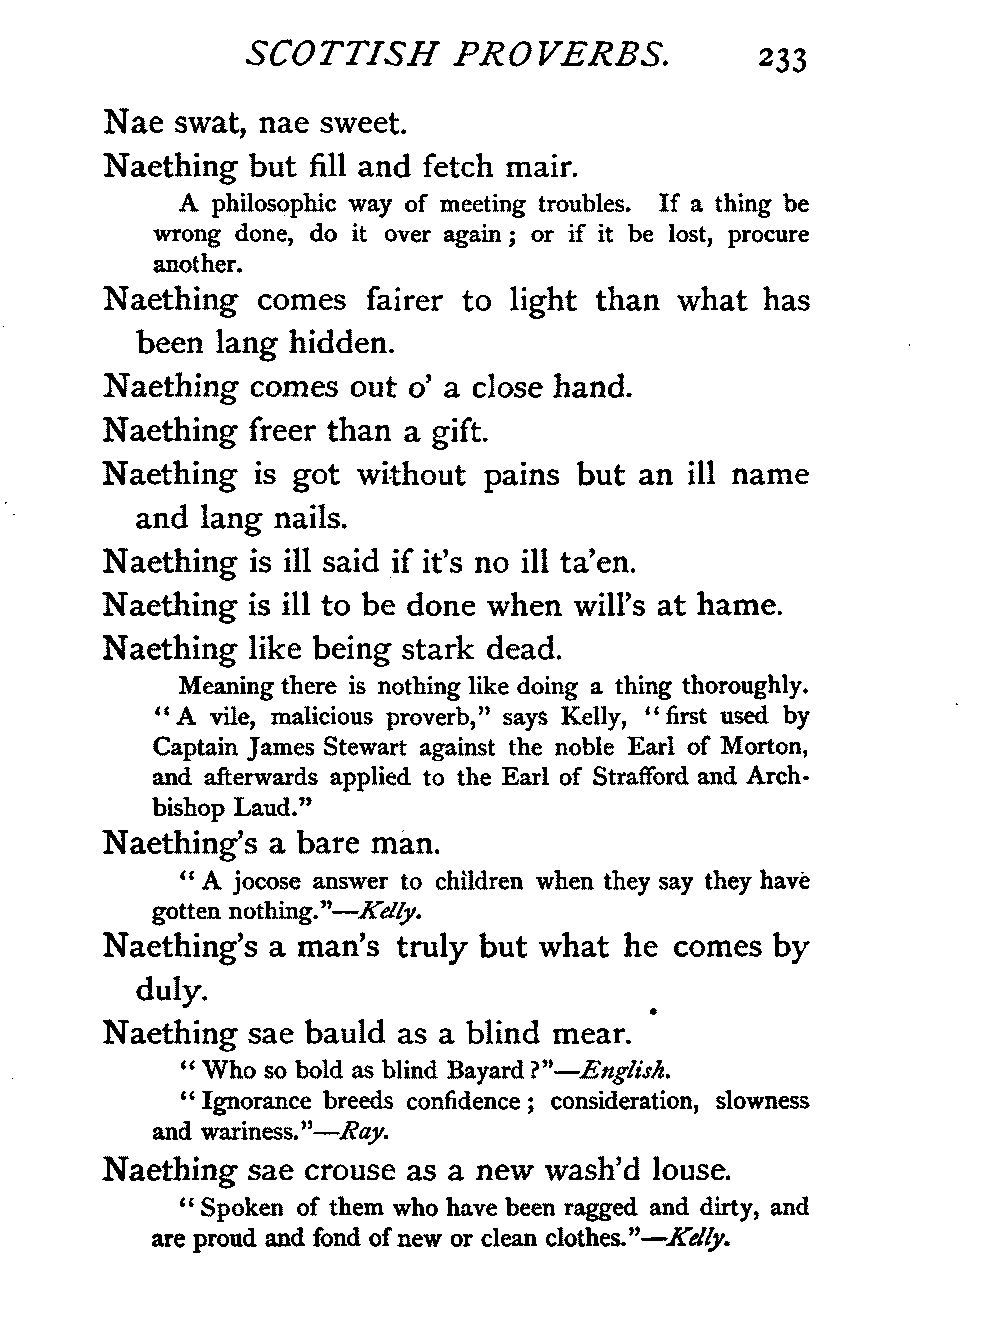 SCOTTISH PROVERBS. 233
Nae swat, nae sweet.
Naething but fill and fetch mair.
A philosophic way of meeting troubles. If a thing be
wrong done, do it over again; or if it be lost, procure
another.
Naething comes fairer to light than what has
been lang hidden.
Naething comes out o' a close hand.
Naething freer than a gift.
Naething is got without pains but an ill name
and lang nails.
Naething is ill said if it's no ill ta'en.
Naething is ill to be done when will's at hame.
Naething like being stark dead.
Meaning there is nothing like doing a thing thoroughly.
"A vile, malicious proverb," says Kelly, "first used by
Captain James Stewart against the noble Earl of Morton,
and afterwards applied to the Earl of Strafford and Arch-
bishop Laud."
Naething's a bare man.
"A jocose answer to children when they say they have
gotten nothing."—Kelly.
Naething's a man's truly but what he comes by
duly.
Naething sae bauld as a blind mear.
"Who so bold as blind Bayard?"—English.
"Ignorance breeds confidence; consideration, slowness
and wariness."—Ray.
Naething sae crouse as a new wash'd louse.
"Spoken of them who have been ragged and dirty, and
are proud and fond of new or clean clothes."—Kelly.